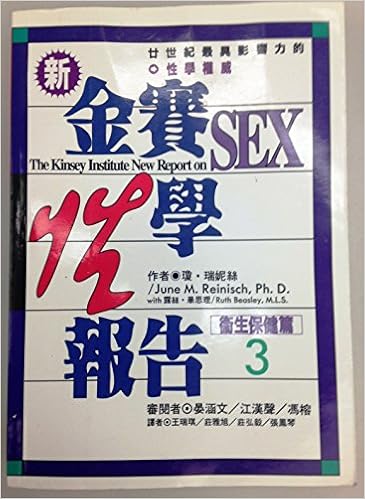 廿世紀最具影響力的
性學權威
新
金賽
The Kinsey Institute New Report on SEX
性
學
報告
作者◉瓊・瑞妮絲
/June M. Reinisch, Ph. D.
with 露絲・畢思理/Ruth Beasley, M.L.S.
衛生保健篇
3
審閱者◉晏涵文/江漢聲/馮榕
譯者◉王瑞琪/莊雅旭/莊弘毅/張鳳琴